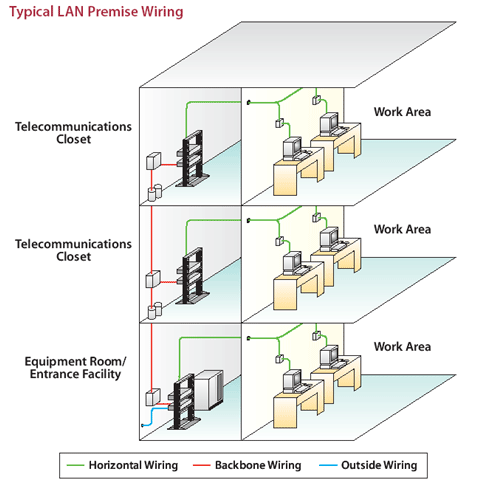 Typical LAN Premise Wiring
Telecommunications
Closet
Work Area
Telecommunications
Closet
Work Area
Equipment Room/
Entrance Facility
Work Area
Horizontal Wiring
Backbone Wiring
Outside Wiring